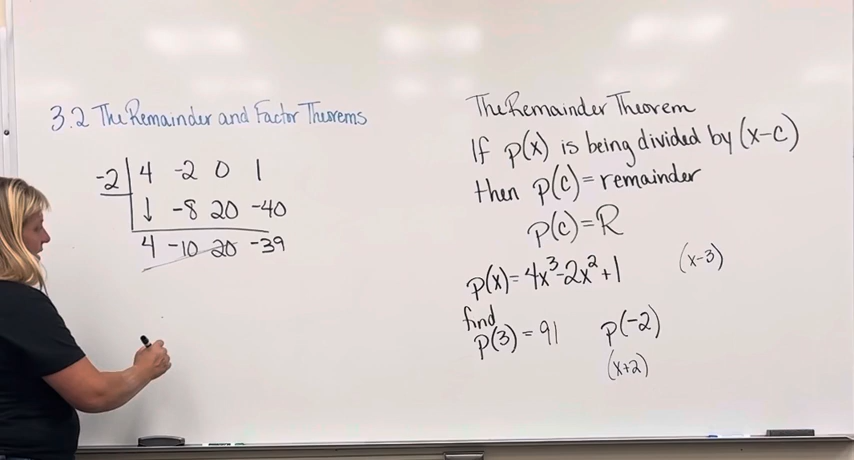 3.2 The Remainder and Factor Theorems
-2 | 4 -2 0 1
↓ -8 20 -40
4 -10 20 -39
The Remainder Theorem
If p(x) is being divided by (x-c)
then p(c)=remainder
p(c)=R
p(x)=4x³-2x²+1 (x-3)
find
p(3)=91 p(-2)
(x+2)